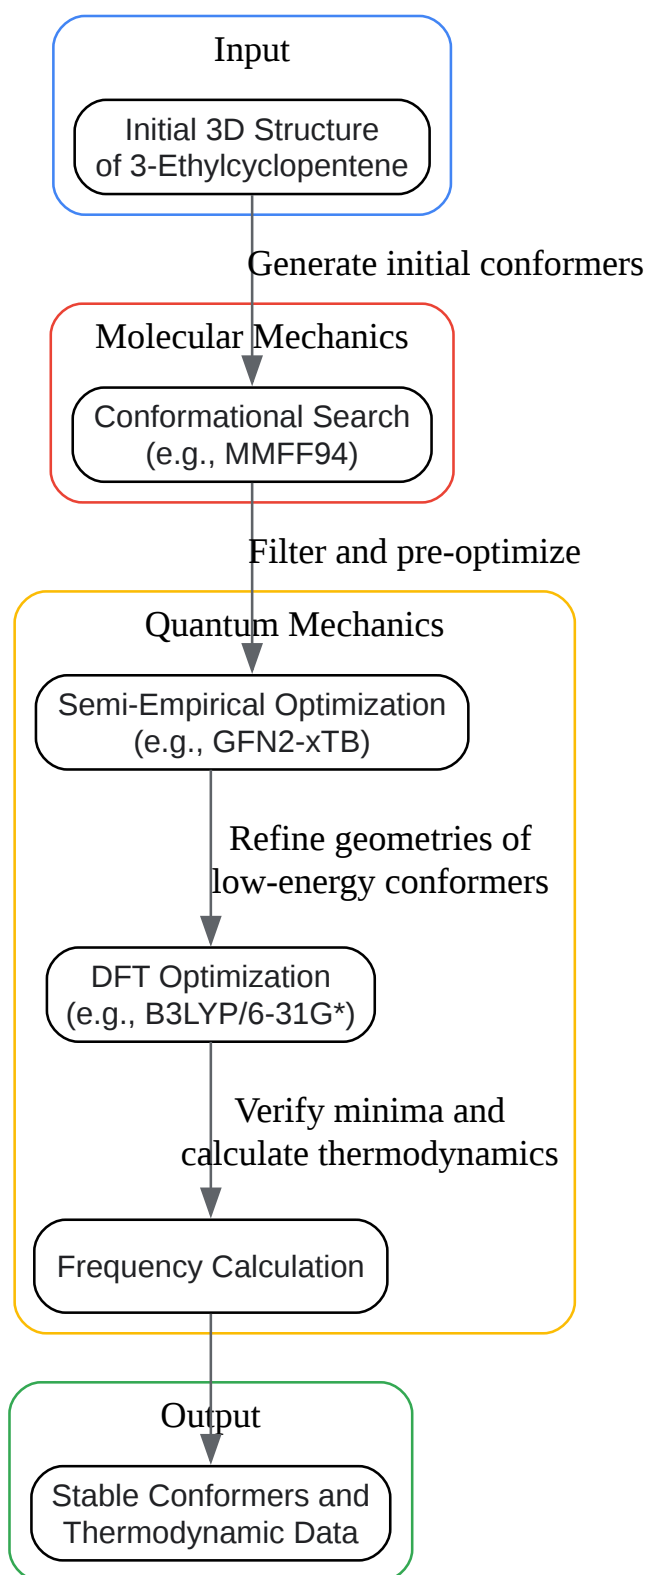 Input
Initial 3D Structure
of 3-Ethylcyclopentene
Generate initial conformers
Molecular Mechanics
Conformational Search
(e.g., MMFF94)
Filter and pre-optimize
Quantum Mechanics
Semi-Empirical Optimization
(e.g., GFN2-xTB)
Refine geometries of
low-energy conformers
DFT Optimization
(e.g., B3LYP/6-31G*)
Verify minima and
calculate thermodynamics
Frequency Calculation
Output
Stable Conformers and
Thermodynamic Data